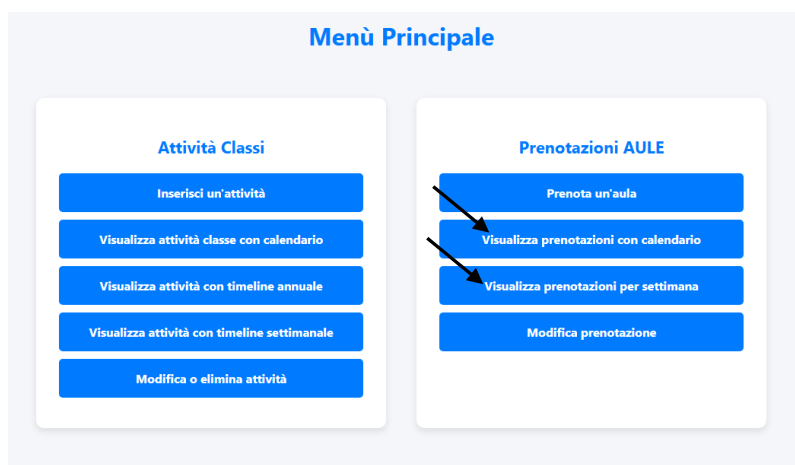 Menù Principale
Attività Classi
Inserisci un'attività
Visualizza attività classe con calendario
Visualizza attività con timeline annuale
Visualizza attività con timeline settimanale
Modifica o elimina attività
Prenotazioni AULE
Prenota un'aula
Visualizza prenotazioni con calendario
Visualizza prenotazioni per settimana
Modifica prenotazione